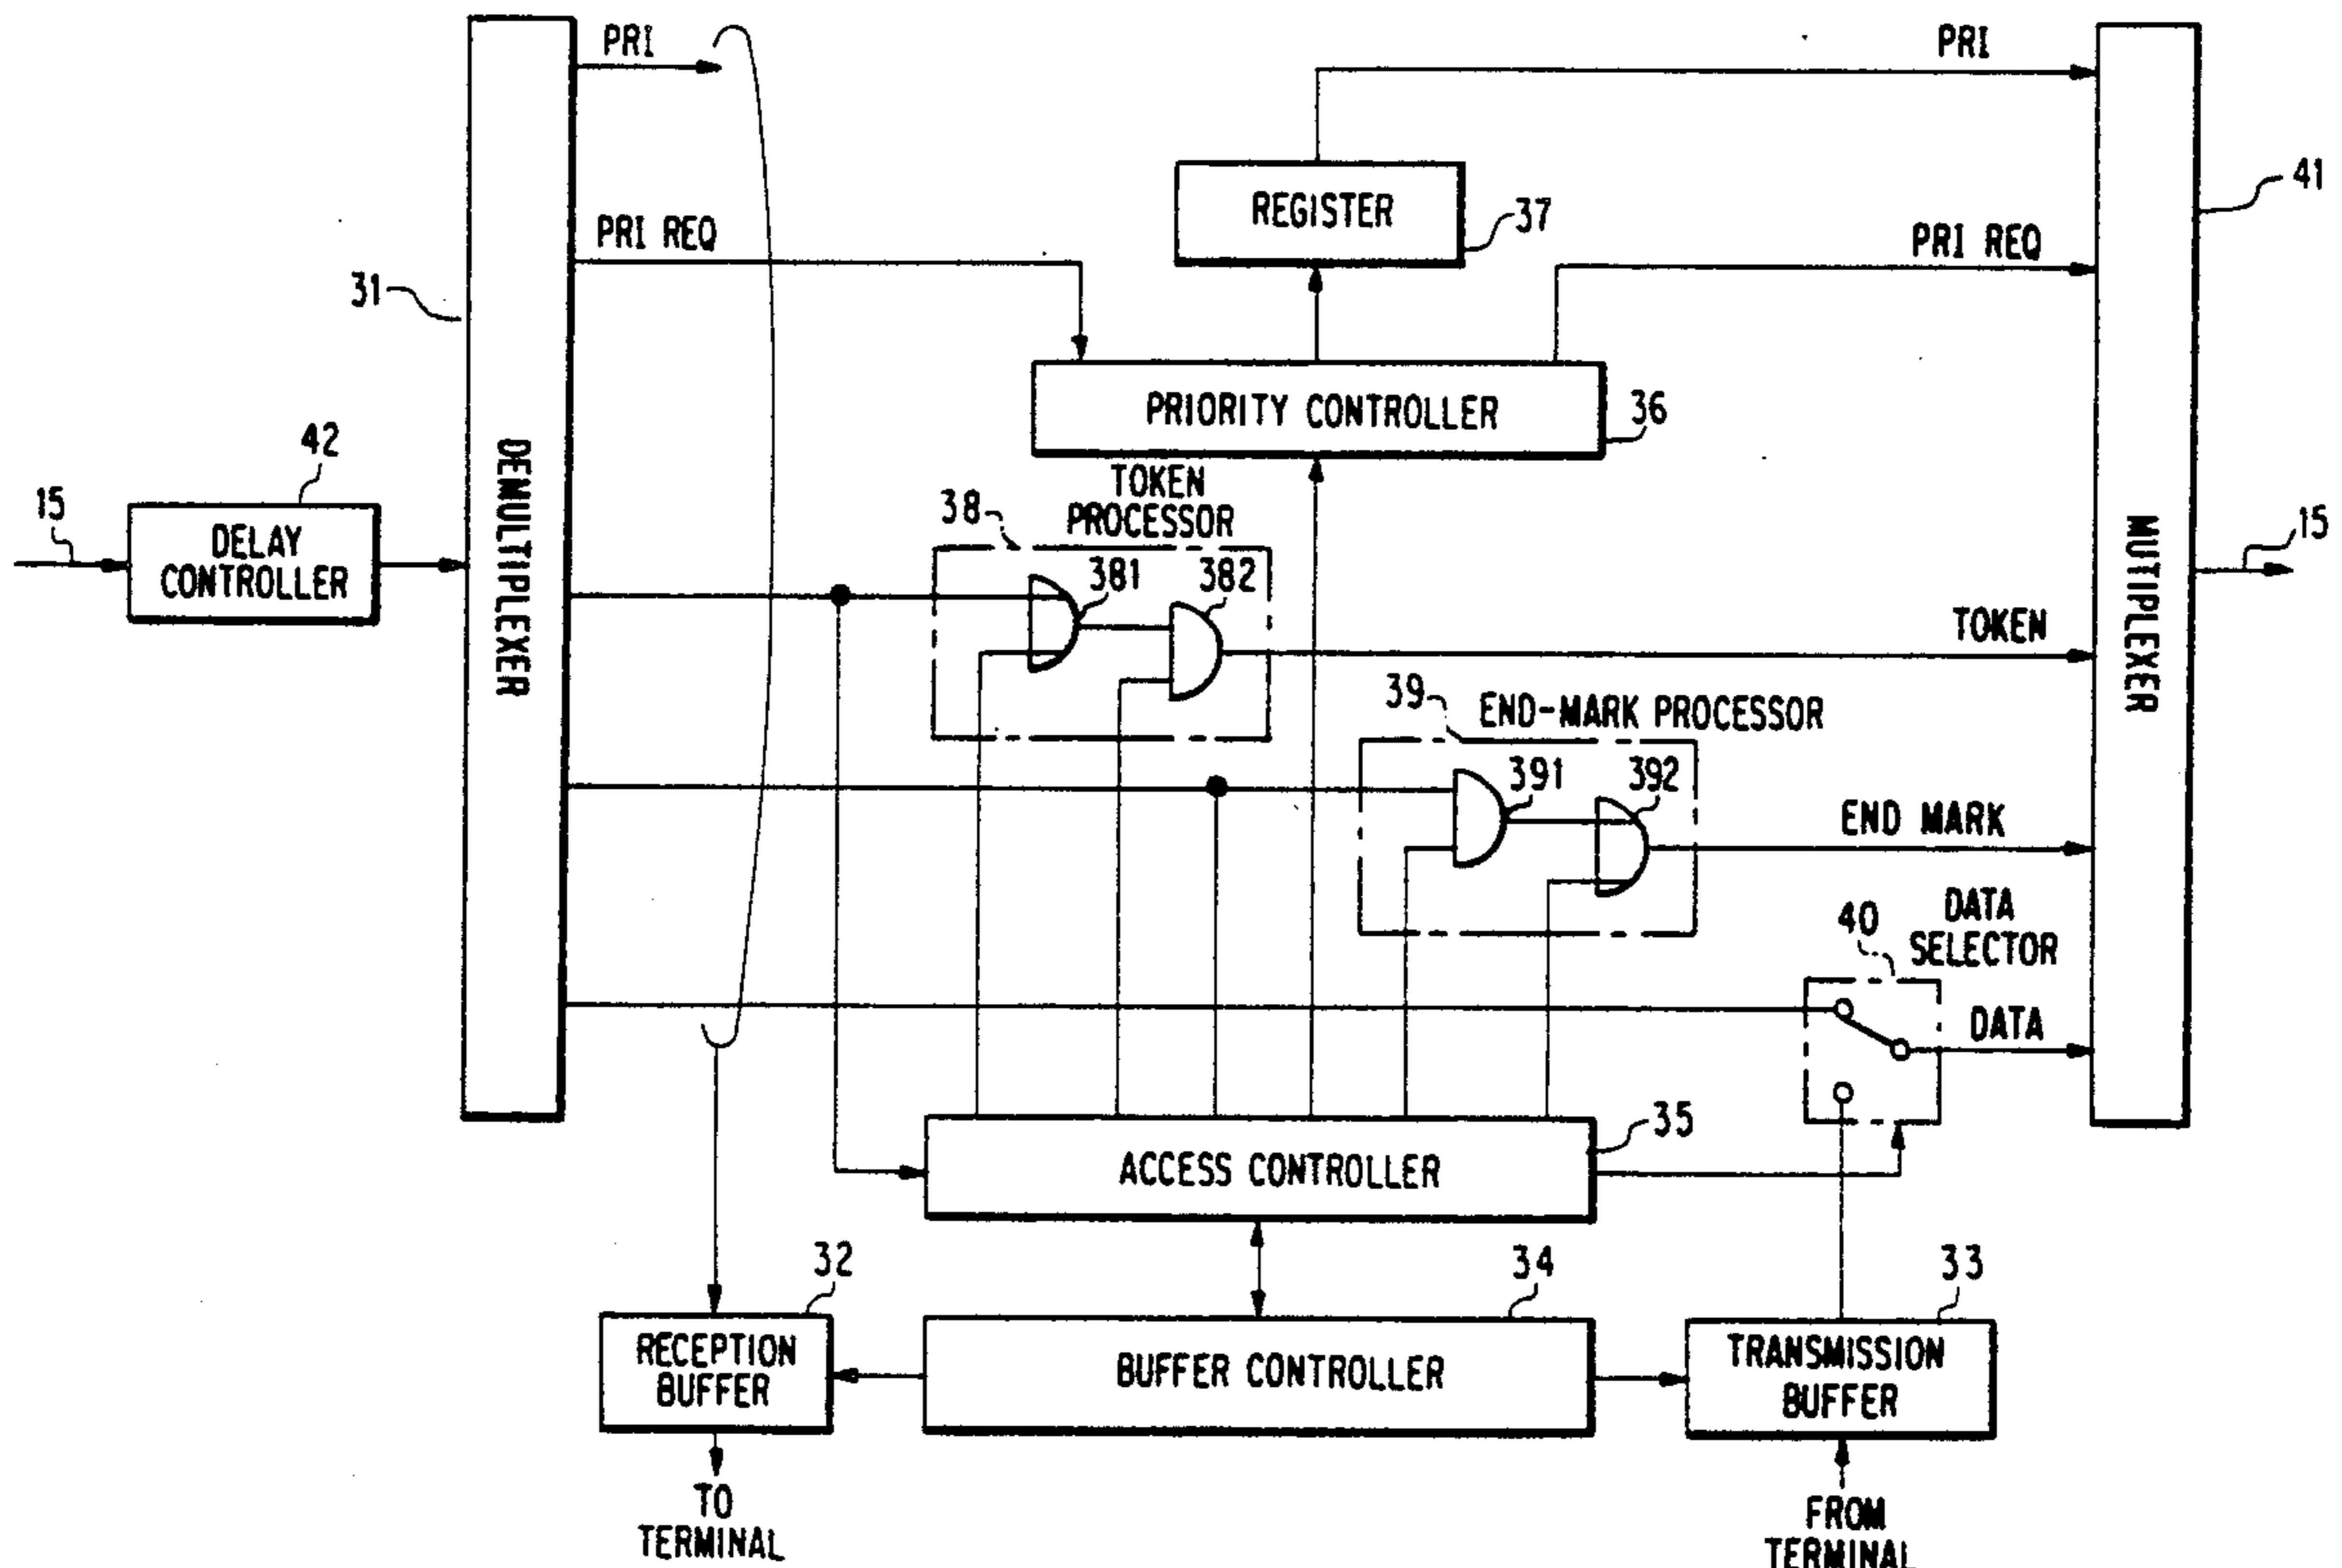 PRI
PRI
REGISTER
37
41
PRI REQ
PRI REQ
31
PRIORITY CONTROLLER
36
42
15
DELAY
CONTROLLER
DEMULTIPLEXER
38
TOKEN
PROCESSOR
381
382
MUTIPLEXER
15
TOKEN
39
END-MARK PROCESSOR
391
392
END MARK
40
DATA
SELECTOR
DATA
ACCESS CONTROLLER
35
32
RECEPTION
BUFFER
34
BUFFER CONTROLLER
33
TRANSMISSION
BUFFER
TO
TERMINAL
FROM
TERMINAL